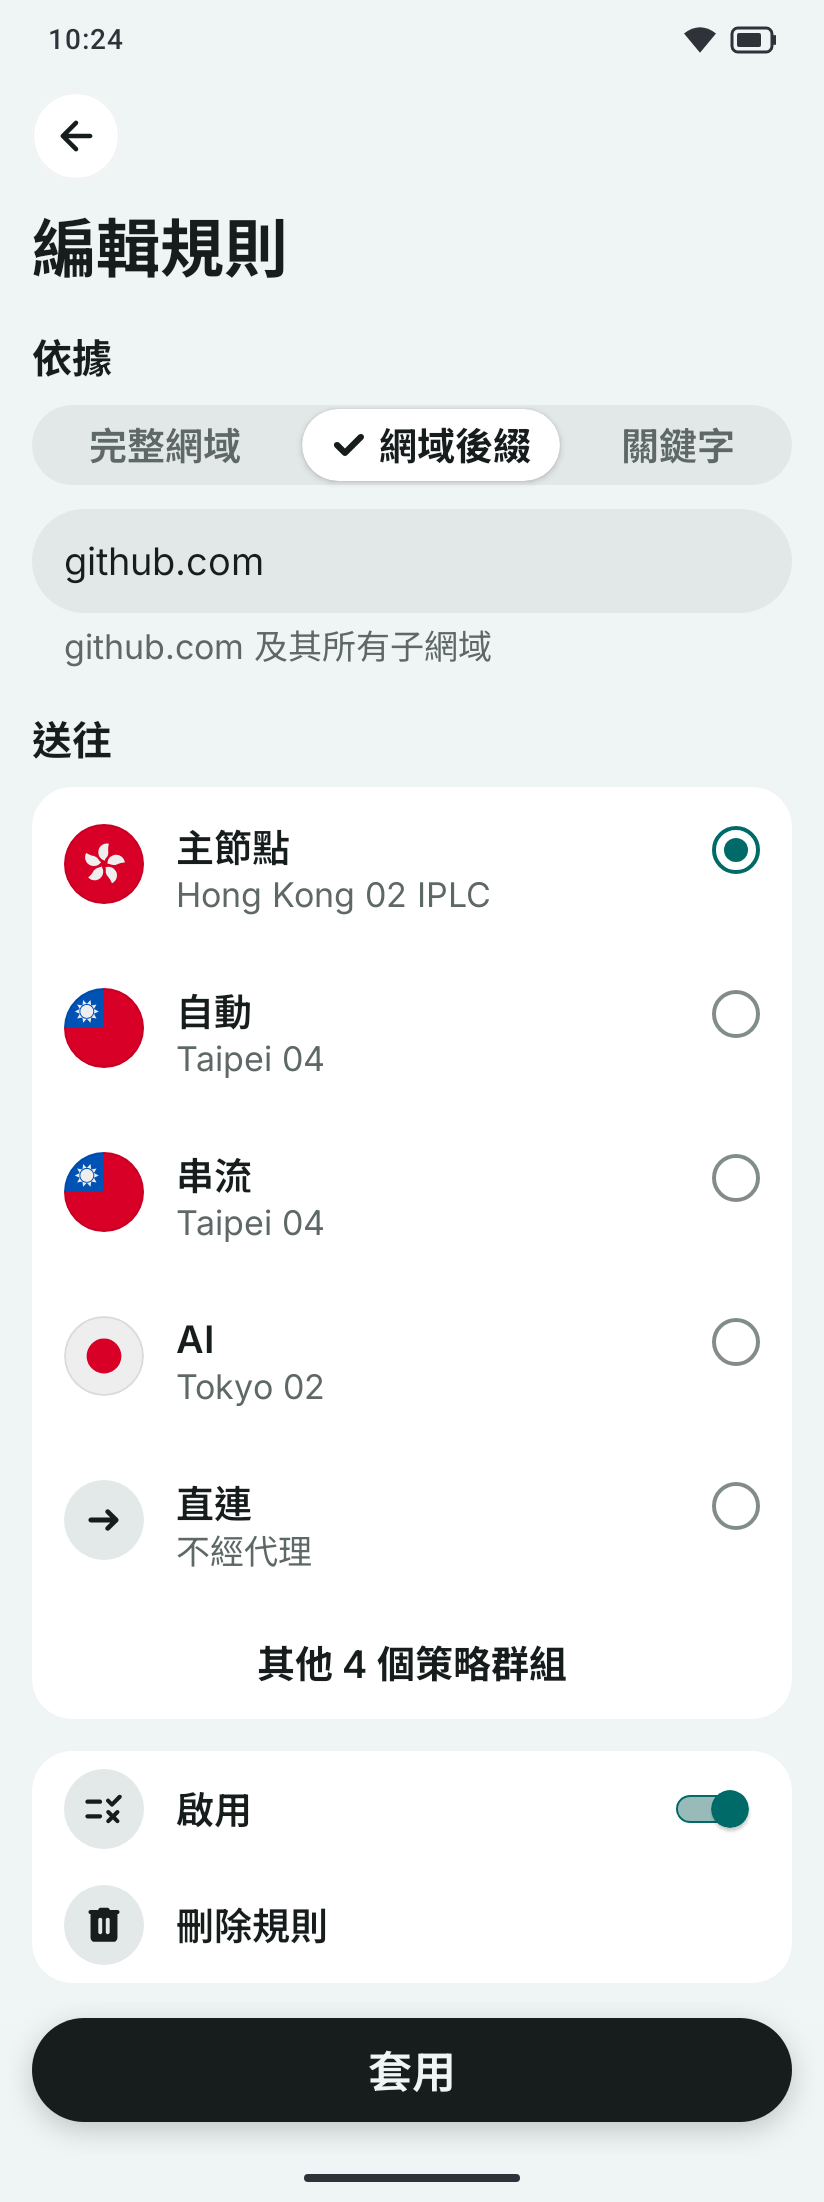 10:24
編輯規則
依據
完整網域
網域後綴
關鍵字
github.com
github.com 及其所有子網域
送往
主節點
Hong Kong 02 IPLC
自動
Taipei 04
串流
Taipei 04
AI
Tokyo 02
直連
不經代理
其他 4 個策略群組
啟用
刪除規則
套用